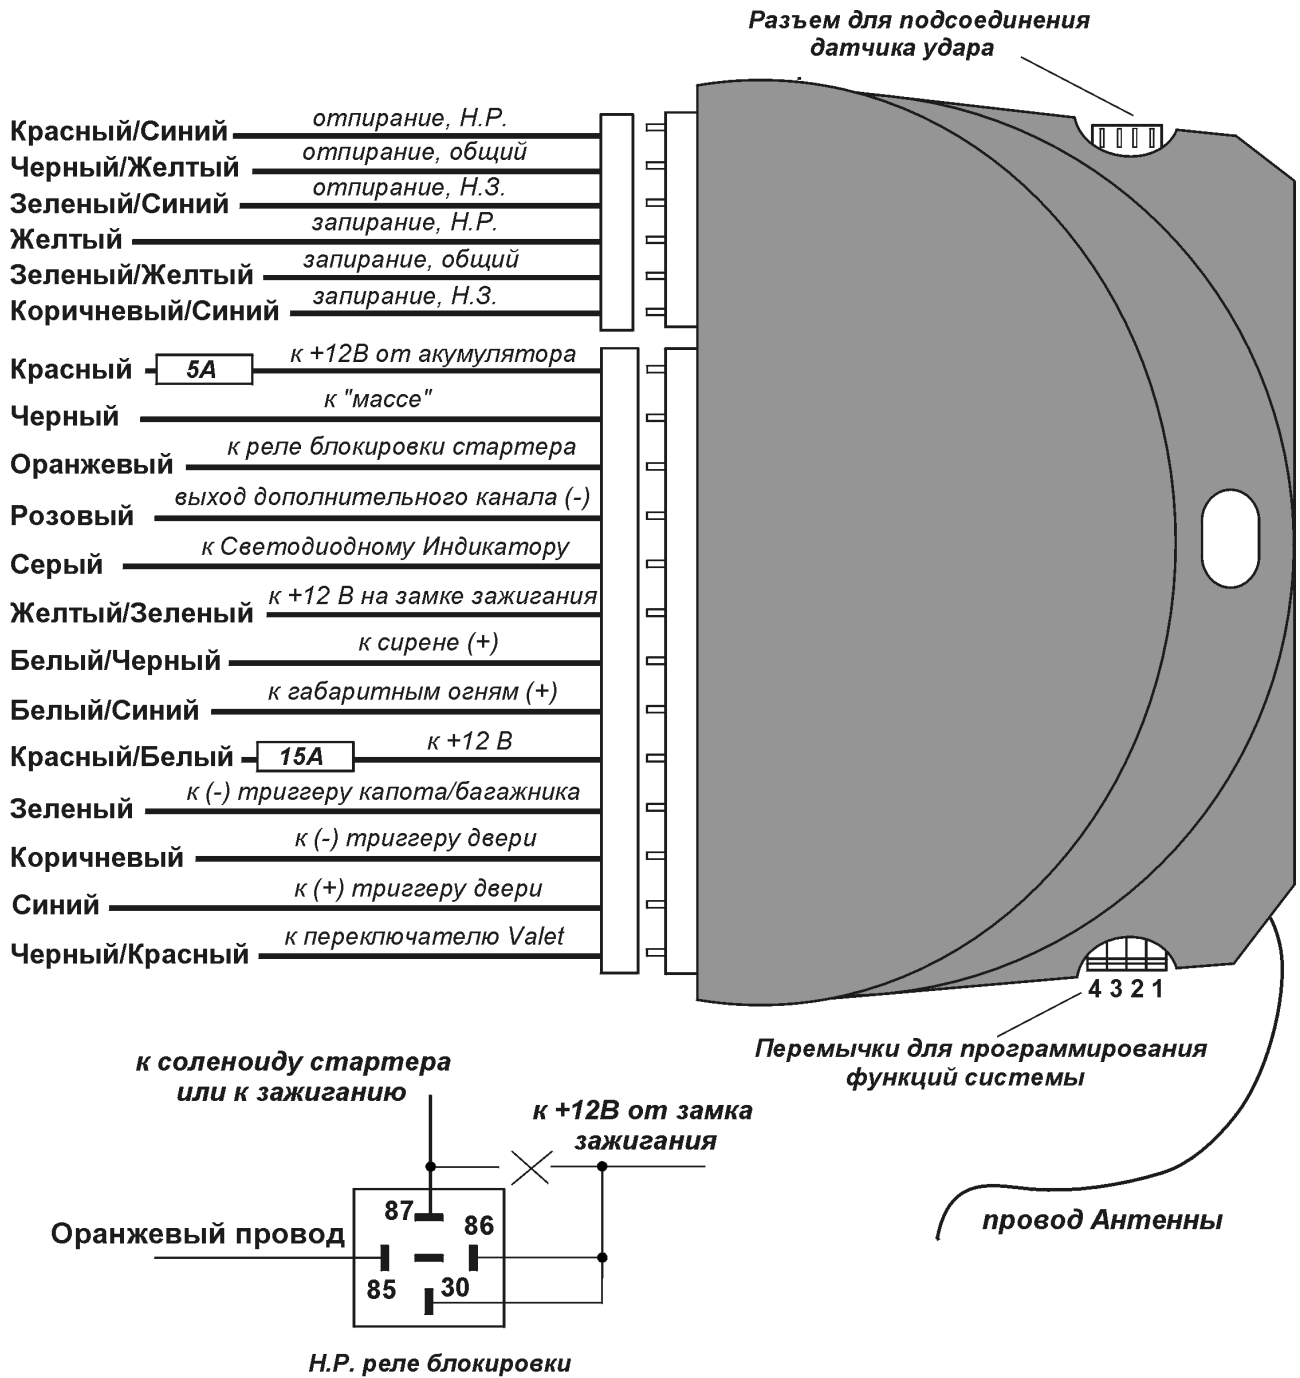 Разъем для подсоединения
датчика удара
Красный/Синий отпирание, Н.Р.
Черный/Желтый отпирание, общий
Зеленый/Синий отпирание, Н.З.
Желтый запирание, Н.Р.
Зеленый/Желтый запирание, общий
Коричневый/Синий запирание, Н.З.
Красный 5А к +12В от акумулятора
Черный к "массе"
Оранжевый к реле блокировки стартера
Розовый выход дополнительного канала (-)
Серый к Светодиодному Индикатору
Желтый/Зеленый к +12 В на замке зажигания
Белый/Черный к сирене (+)
Белый/Синий к габаритным огням (+)
Красный/Белый 15А к +12 В
Зеленый к (-) триггеру капота/багажника
Коричневый к (-) триггеру двери
Синий к (+) триггеру двери
Черный/Красный к переключателю Valet
4 3 2 1
Перемычки для программирования
функций системы
к соленоиду стартера
или к зажиганию
к +12В от замка
зажигания
87
86
Оранжевый провод
85
30
провод Антенны
Н.Р. реле блокировки